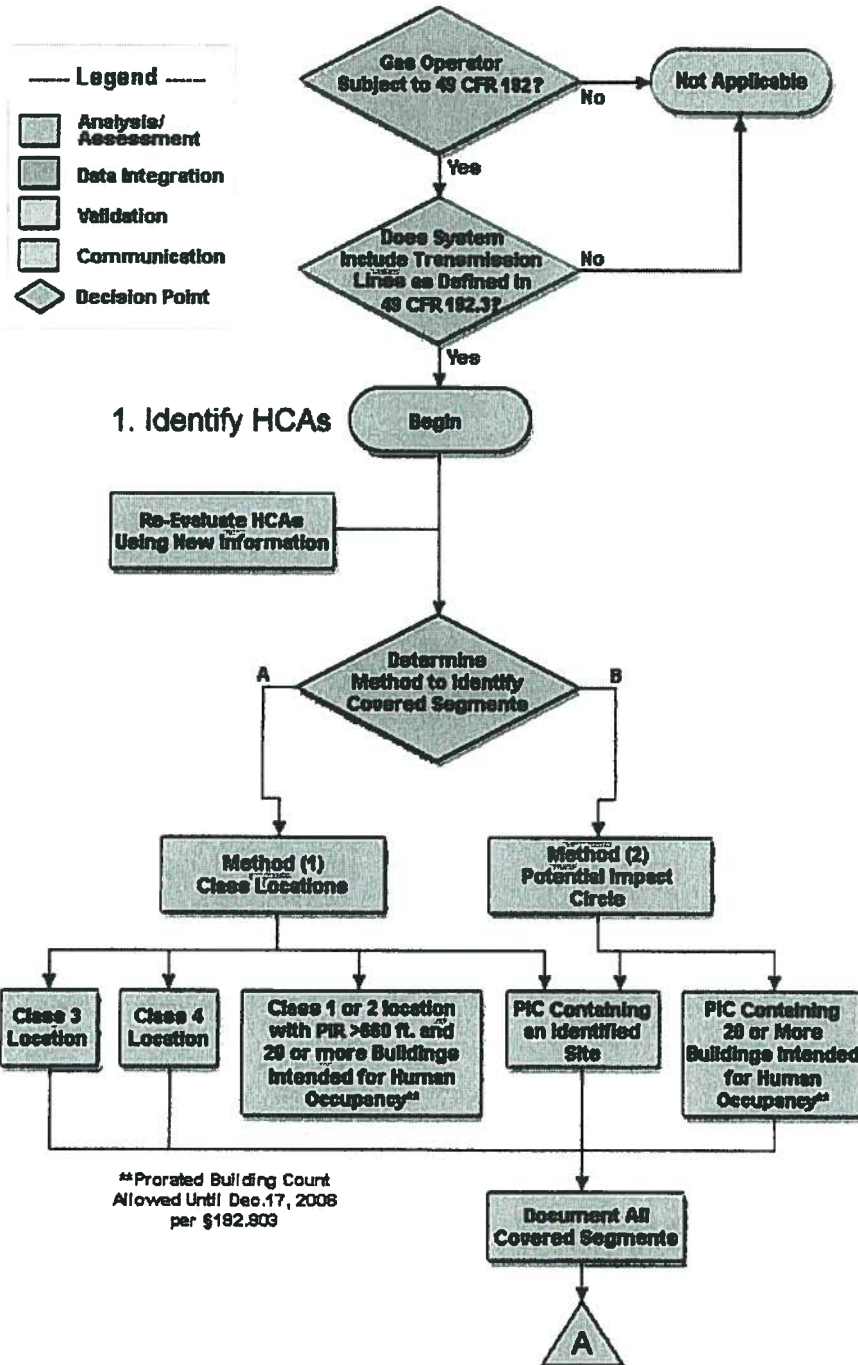 Gas Operator
Subject to 49 CFR 192?
No
Not Applicable
Yes
----- Legend -----
Analysis/
Assessment
Data Integration
Validation
Communication
Decision Point
Does System
Include Transmission
Lines as Defined in
49 CFR 192.3?
No
Yes
1. Identify HCAs
Begin
Re-Evaluate HCAs
Using New Information
Determine
Method to Identify
Covered Segments
A
B
Method (1)
Class Locations
Method (2)
Potential Impact
Circle
Class 3
Location
Class 4
Location
Class 1 or 2 location
with PIR >660 ft. and
20 or more Buildings
Intended for Human
Occupancy**
PIC Containing
an Identified
Site
PIC Containing
20 or More
Buildings Intended
for Human
Occupancy**
**Prorated Building Count
Allowed Until Dec.17, 2006
per §192.903
Document All
Covered Segments
A